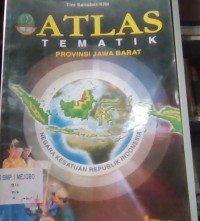 ATLAS
TEMATIK
PROVINSI JAWA BARAT
NEGARA KESATUAN REPUBLIK INDONESIA